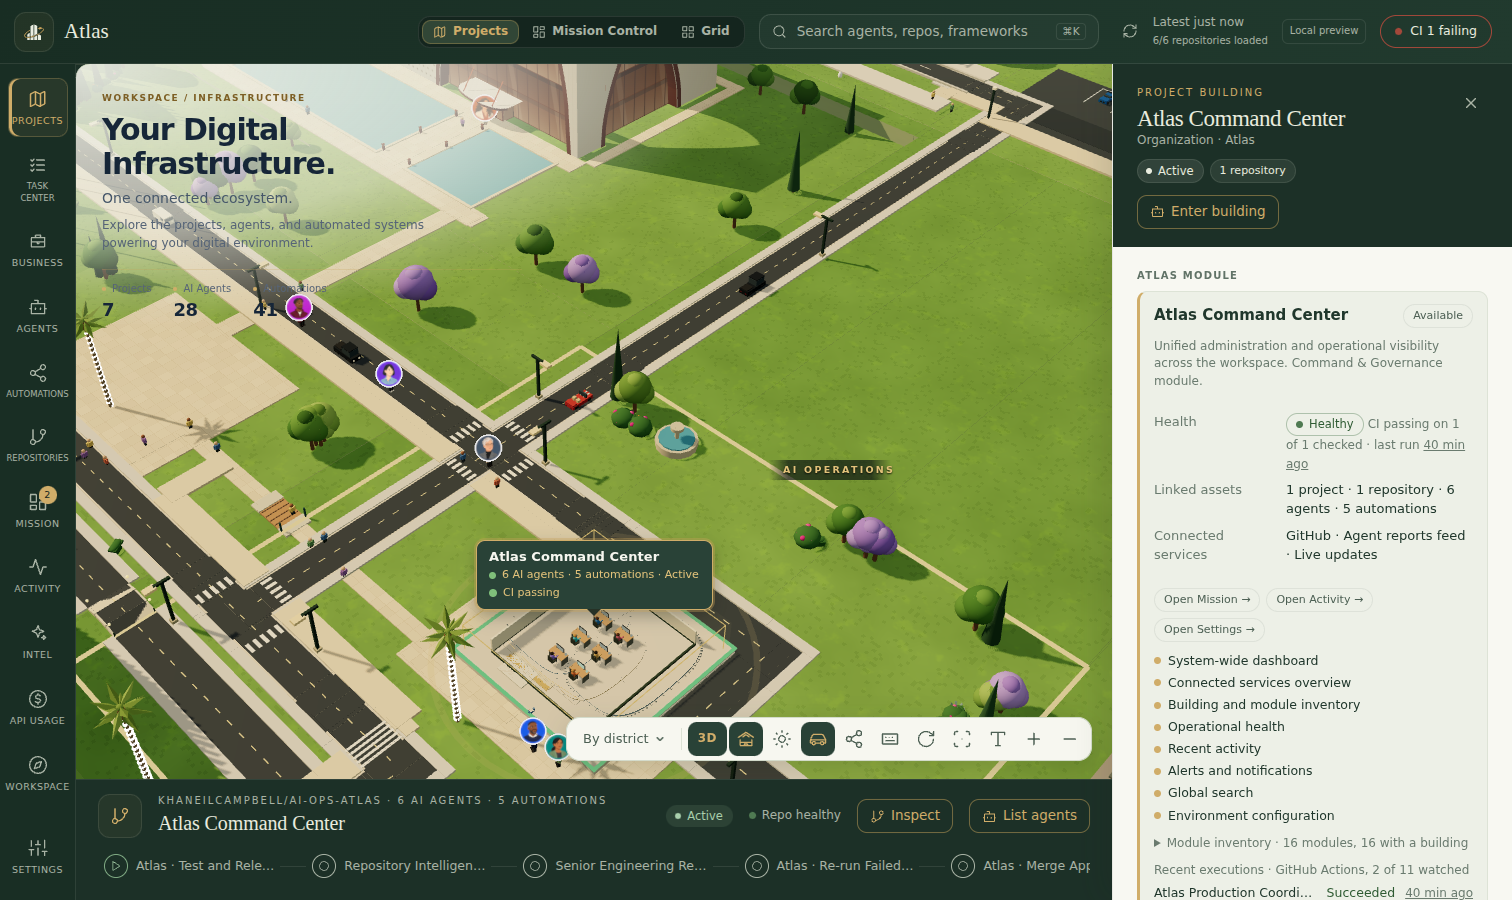 Atlas
Projects
Mission Control
Grid
Search agents, repos, frameworks
⌘K
Latest just now
6/6 repositories loaded
Local preview
CI 1 failing
PROJECTS
TASK
CENTER
BUSINESS
AGENTS
AUTOMATIONS
REPOSITORIES
2
MISSION
ACTIVITY
INTEL
API USAGE
WORKSPACE
SETTINGS
WORKSPACE / INFRASTRUCTURE
Your Digital
Infrastructure.
One connected ecosystem.
Explore the projects, agents, and automated systems
powering your digital environment.
Projects
AI Agents
7
28
41
AI OPERATIONS
Atlas Command Center
6 AI agents · 5 automations · Active
CI passing
By district
3D
KHANEILCAMPBELL/AI-OPS-ATLAS · 6 AI AGENTS · 5 AUTOMATIONS
Atlas Command Center
Active
Repo healthy
Inspect
List agents
Atlas · Test and Rele…
Repository Intelligen…
Senior Engineering Re…
Atlas · Re-run Failed…
Atlas · Merge App
PROJECT BUILDING
Atlas Command Center
Organization · Atlas
Active
1 repository
Enter building
ATLAS MODULE
Atlas Command Center
Available
Unified administration and operational visibility
across the workspace. Command & Governance
module.
Health
Healthy CI passing on 1
of 1 checked · last run 40 min
ago
Linked assets
1 project · 1 repository · 6
agents · 5 automations
Connected
services
GitHub · Agent reports feed
· Live updates
Open Mission →
Open Activity →
Open Settings →
System-wide dashboard
Connected services overview
Building and module inventory
Operational health
Recent activity
Alerts and notifications
Global search
Environment configuration
Module inventory · 16 modules, 16 with a building
Recent executions · GitHub Actions, 2 of 11 watched
Atlas Production Coordi… Succeeded 40 min ago